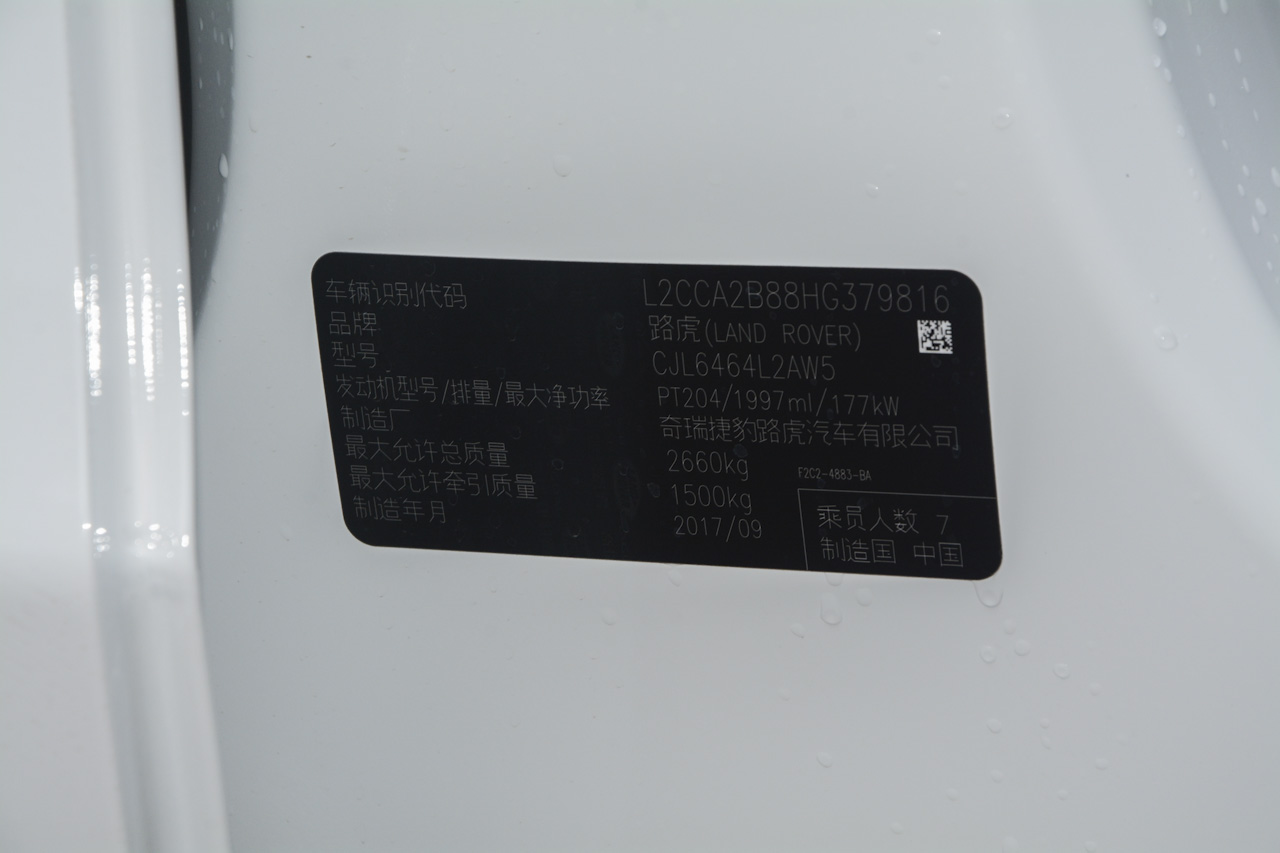 车辆识别代码 L2CCA2B88HG379816
品牌 路虎(LAND ROVER)
型号 CJL6464L2AW5
发动机型号/排量/最大净功率 PT204/1997ml/177kW
制造厂 奇瑞捷豹路虎汽车有限公司
最大允许总质量 2660kg
F2C2-4883-BA
最大允许牵引质量 1500kg
制造年月 2017/09
乘员人数 7
制造国 中国